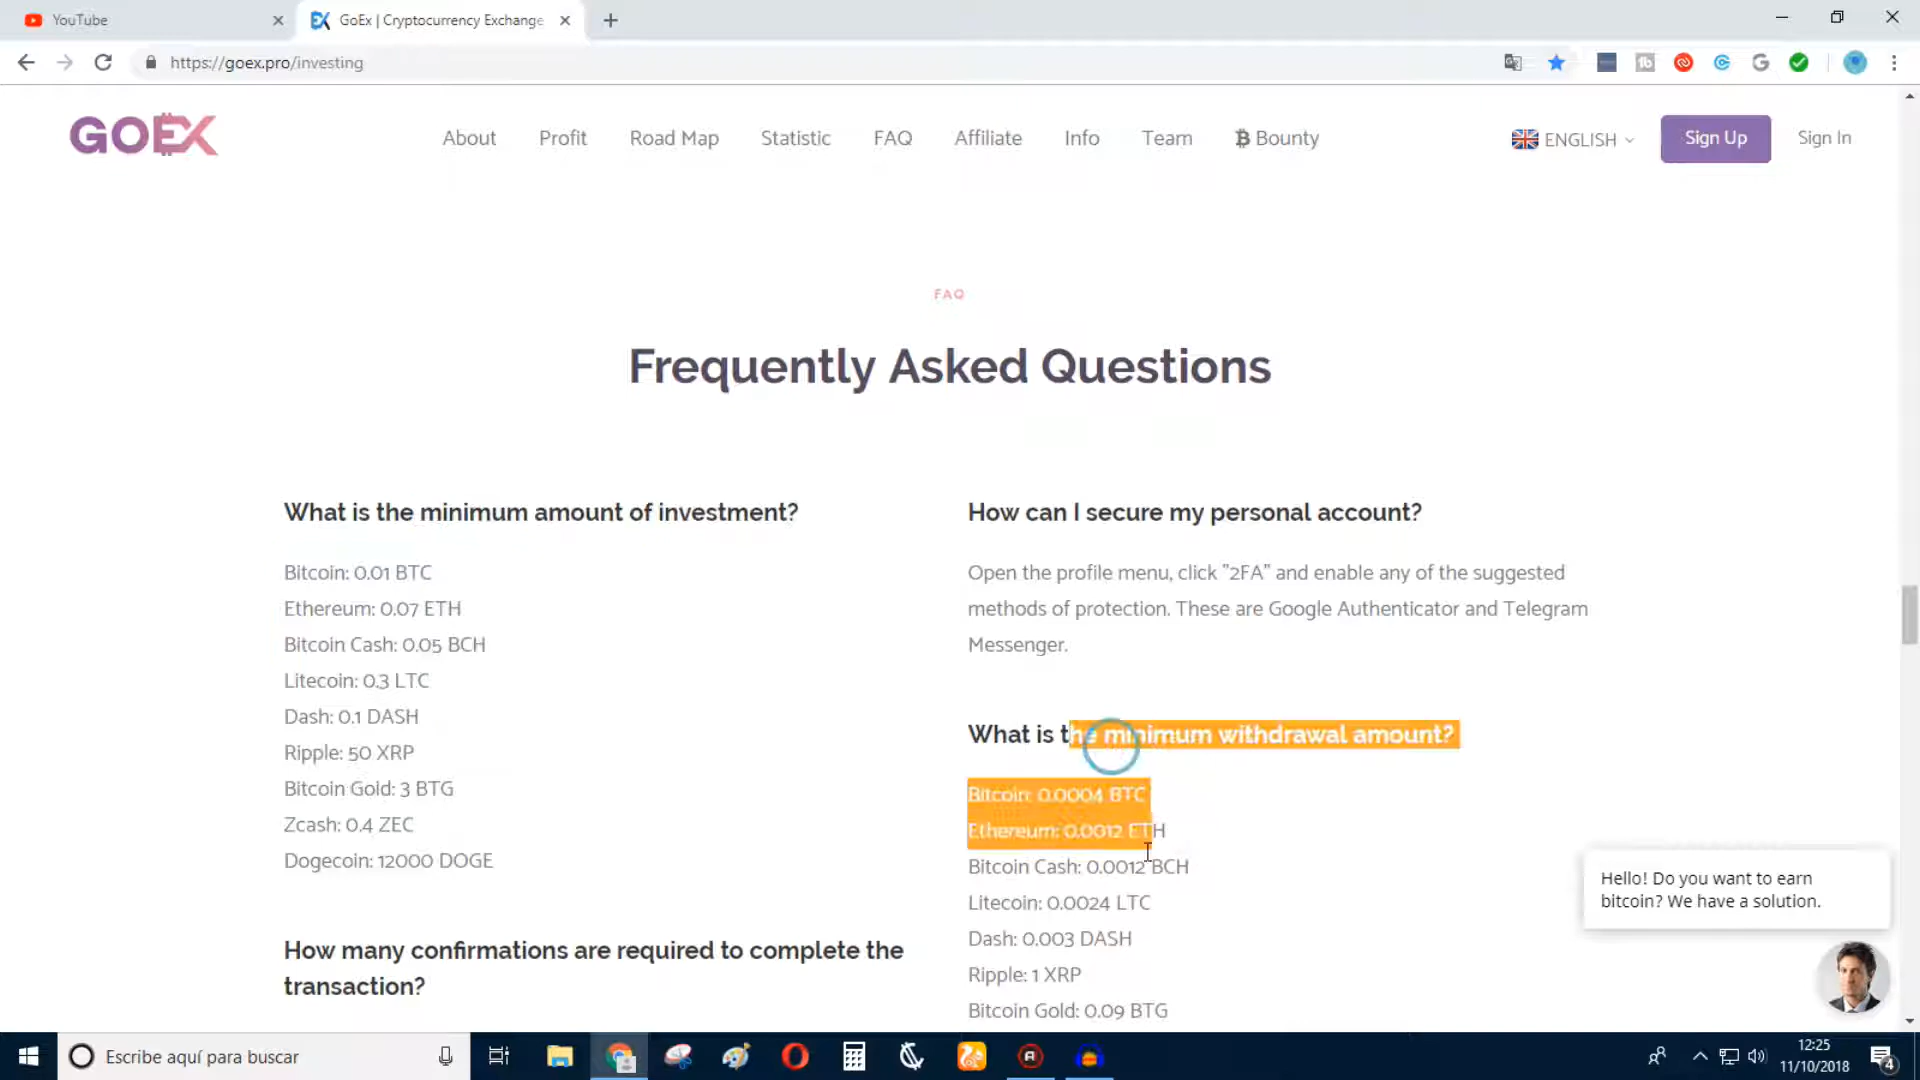 YouTube
GoEx | Cryptocurrency Exchange
https://goex.pro/investing
GOEX
About
Profit
Road Map
Statistic
FAQ
Affiliate
Info
Team
Bounty
ENGLISH
Sign Up
Sign In
FAQ
Frequently Asked Questions
What is the minimum amount of investment?
Bitcoin: 0.01 BTC
Ethereum: 0.07 ETH
Bitcoin Cash: 0.05 BCH
Litecoin: 0.3 LTC
Dash: 0.1 DASH
Ripple: 50 XRP
Bitcoin Gold: 3 BTG
Zcash: 0.4 ZEC
Dogecoin: 12000 DOGE
How many confirmations are required to complete the
transaction?
How can I secure my personal account?
Open the profile menu, click "2FA" and enable any of the suggested
methods of protection. These are Google Authenticator and Telegram
Messenger.
What is the minimum withdrawal amount?
Bitcoin: 0.0004 BTC
Ethereum: 0.0012 ETH
Bitcoin Cash: 0.0012 BCH
Litecoin: 0.0024 LTC
Dash: 0.003 DASH
Ripple: 1 XRP
Bitcoin Gold: 0.09 BTG
Hello! Do you want to earn
bitcoin? We have a solution.
Escribe aquí para buscar
12:25
11/10/2018
4